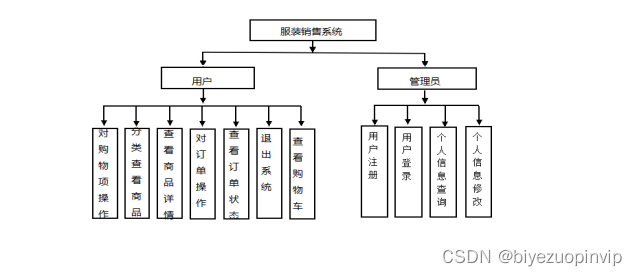 服装销售系统
用户
管理员
对购物项操作
分类查看商品
查看商品详情
对订单操作
查看订单状态
退出系统
查看购物车
用户注册
用户登录
个人信息查询
个人信息修改
CSDN @biyezuopinvip